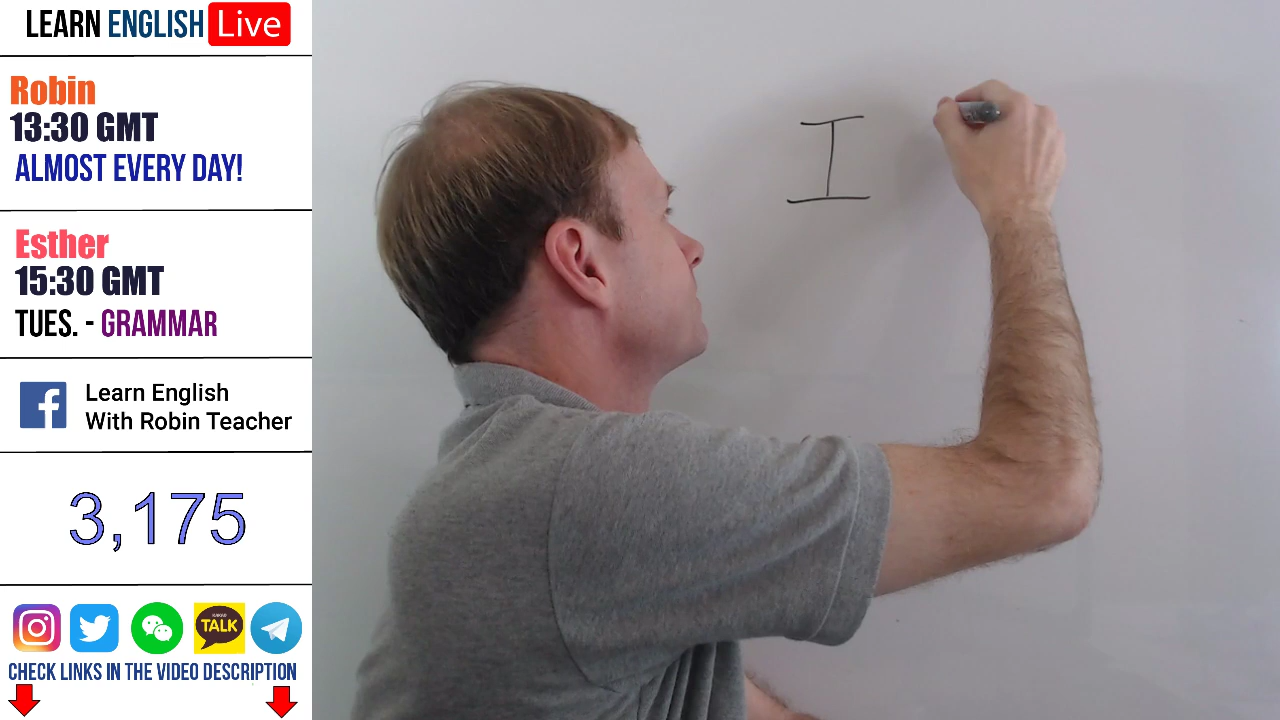 LEARN ENGLISH Live
Robin
13:30 GMT
ALMOST EVERY DAY!
Esther
15:30 GMT
TUES. - GRAMMAR
f
Learn English
With Robin Teacher
3,175
TALK
CHECK LINKS IN THE VIDEO DESCRIPTION
I